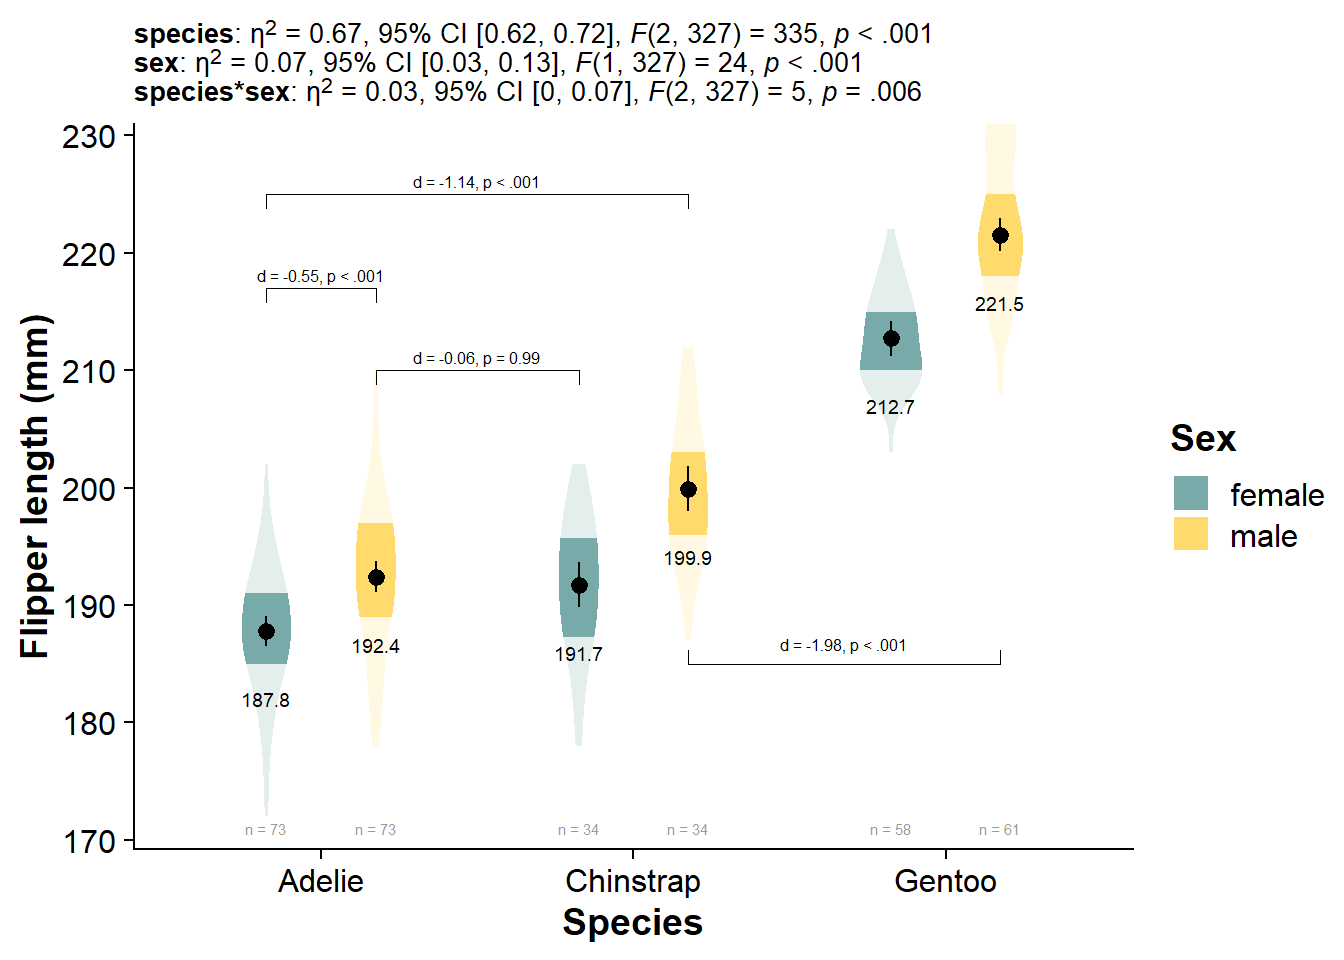 species: η² = 0.67, 95% CI [0.62, 0.72], F(2, 327) = 335, p < .001
sex: η² = 0.07, 95% CI [0.03, 0.13], F(1, 327) = 24, p < .001
species*sex: η² = 0.03, 95% CI [0, 0.07], F(2, 327) = 5, p = .006
230
d = -1.14, p < .001
220
d = -0.55, p < .001
221.5
210
d = -0.06, p = 0.99
212.7
Flipper length (mm)
Sex
female
male
200
199.9
190
192.4
191.7
d = -1.98, p < .001
187.8
180
170
n = 73
n = 73
n = 34
n = 34
n = 58
n = 61
Adelie
Chinstrap
Gentoo
Species